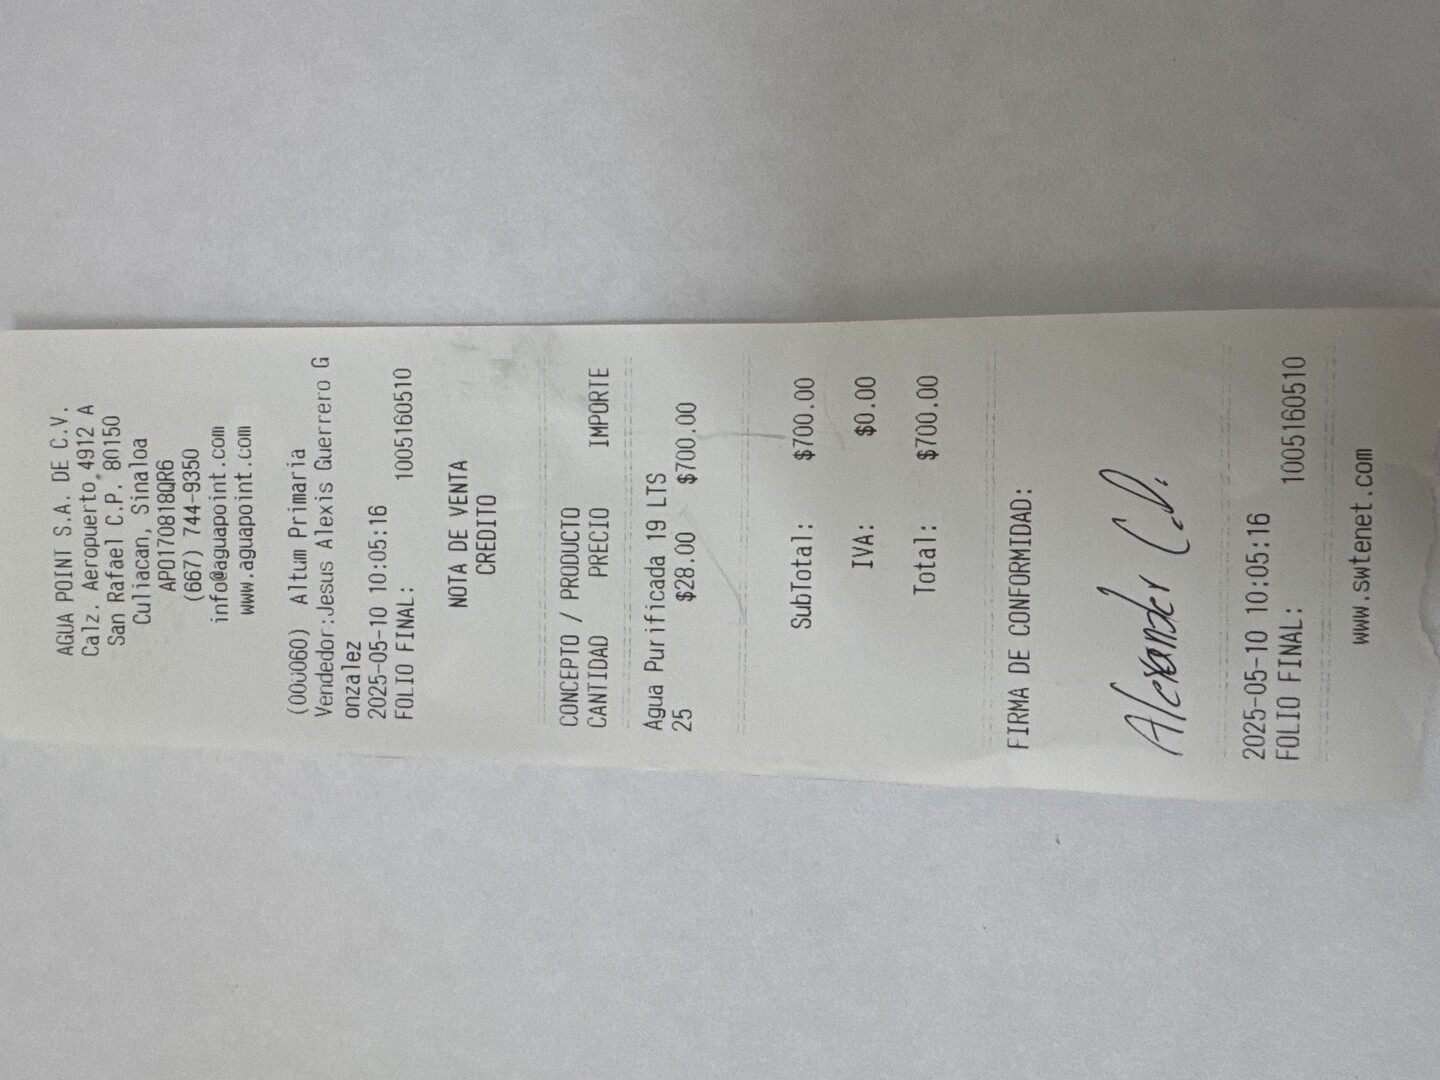 AGUA POINT S.A. DE C.V.
Calz. Aeropuerto 4912 A
San Rafael C.P. 80150
Culiacan, Sinaloa
APO170818QR6
(667) 744-9350
info@aguapoint.com
www.aguapoint.com
(000060) Altum Primaria
Vendedor:Jesus Alexis Guerrero G
onzalez
2025-05-10 10:05:16
FOLIO FINAL: 1005160510
NOTA DE VENTA
CREDITO
CONCEPTO / PRODUCTO
CANTIDAD PRECIO IMPORTE
Agua Purificada 19 LTS
25 $28.00 $700.00
SubTotal: $700.00
IVA: $0.00
Total: $700.00
FIRMA DE CONFORMIDAD:
Alexander C.D.
2025-05-10 10:05:16
FOLIO FINAL: 1005160510
www.swtenet.com